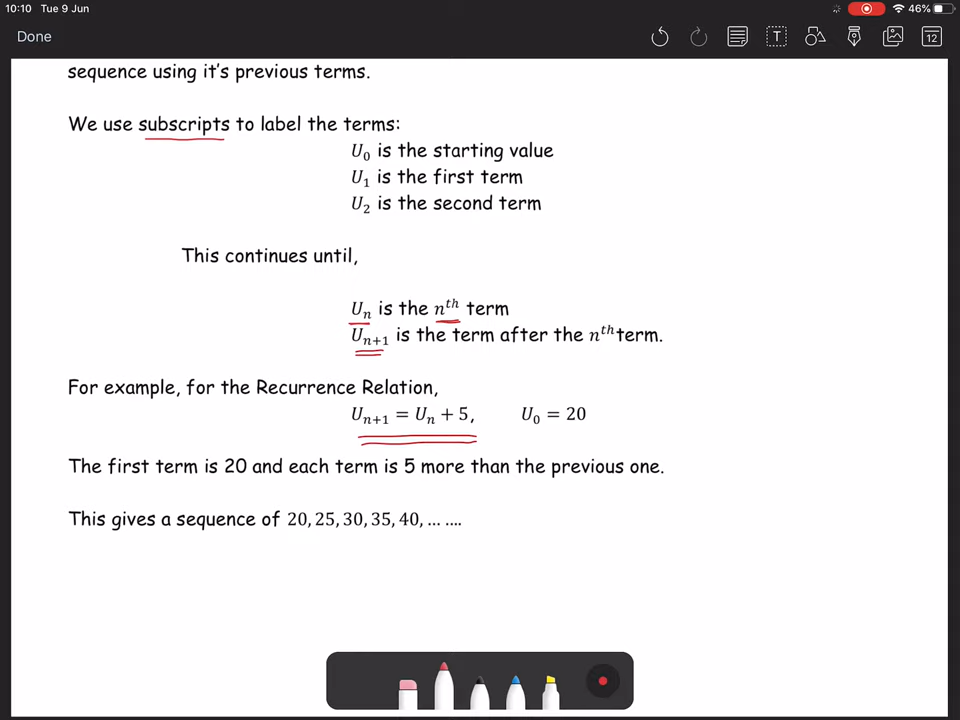 10:10 Tue 9 Jun 46%
Done T 12
sequence using it's previous terms.
We use subscripts to label the terms:
U₀ is the starting value
U₁ is the first term
U₂ is the second term
This continues until,
Uₙ is the nᵗʰ term
Uₙ₊₁ is the term after the nᵗʰ term.
For example, for the Recurrence Relation,
Uₙ₊₁ = Uₙ + 5, U₀ = 20
The first term is 20 and each term is 5 more than the previous one.
This gives a sequence of 20, 25, 30, 35, 40, … ….